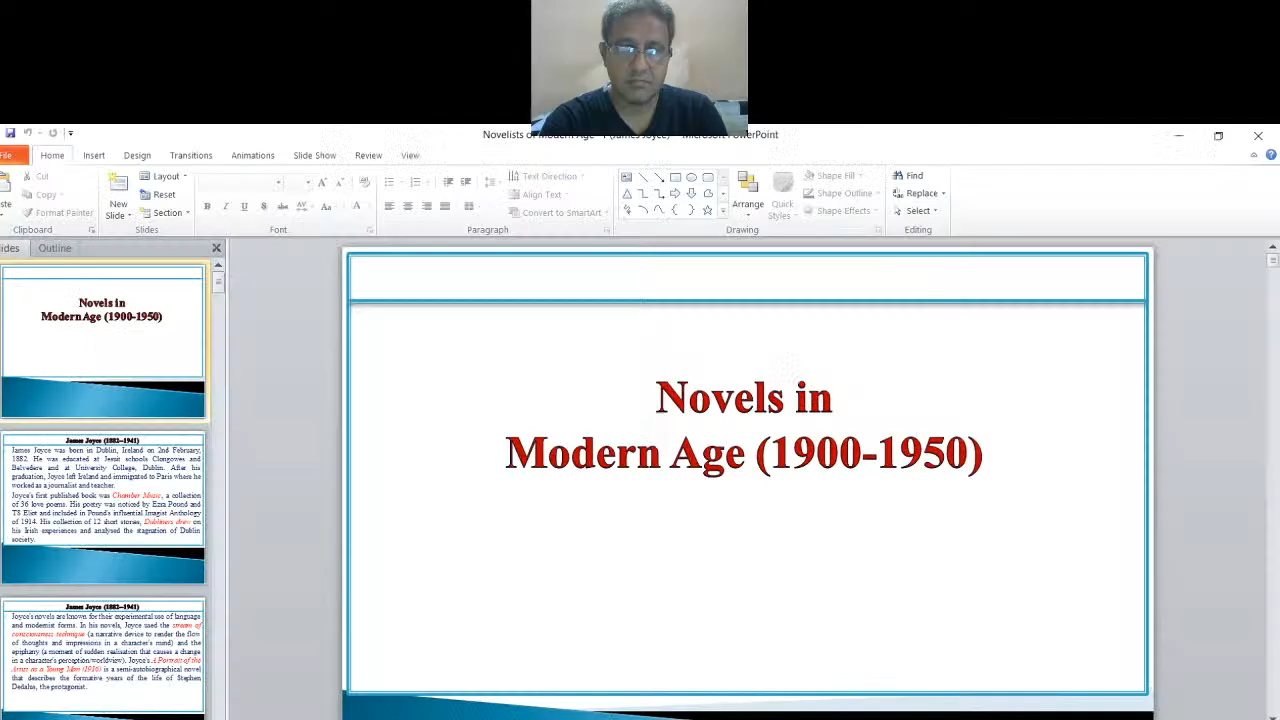 Novelists of Modern Age - I (James Joyce) - Microsoft PowerPoint
File Home Insert Design Transitions Animations Slide Show Review View
Cut
Copy
Format Painter
Clipboard
New
Slide
Layout
Reset
Section
Slides
Font
Paragraph
Text Direction
Align Text
Convert to SmartArt
Arrange
Quick
Styles
Shape Fill
Shape Outline
Shape Effects
Drawing
Find
Replace
Select
Editing
Outline
Novels in
Modern Age (1900-1950)
James Joyce (1882–1941)
James Joyce was born in Dublin, Ireland on 2nd February,
1882. He was educated at Jesuit schools Clongowes and
Belvedere and at University College, Dublin. After his
graduation, Joyce left Ireland and immigrated to Paris where he
worked as a journalist and teacher.
Joyce's first published book was Chamber Music, a collection
of 36 love poems. His poetry was noticed by Ezra Pound and
TS Eliot and included in Pound's influential Imagist Anthology
of 1914. His collection of 12 short stories, Dubliners drew on
his Irish experiences and analysed the stagnation of Dublin
society.
James Joyce (1882–1941)
Joyce's novels are known for their experimental use of language
and modernist forms. In his novels, Joyce used the stream of
consciousness technique (a narrative device to render the flow
of thoughts and impressions in a character's mind) and the
epiphany (a moment of sudden realisation that causes a change
in a character's perception/worldview). Joyce's A Portrait of the
Artist as a Young Man (1916) is a semi-autobiographical novel
that describes the formative years of the life of Stephen
Dedalus, the protagonist.
Novels in
Modern Age (1900-1950)